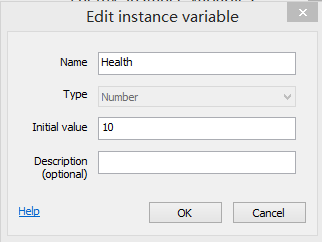 Edit instance variable
Name Health
Type Number
Initial value 10
Description
(optional)
Help OK Cancel